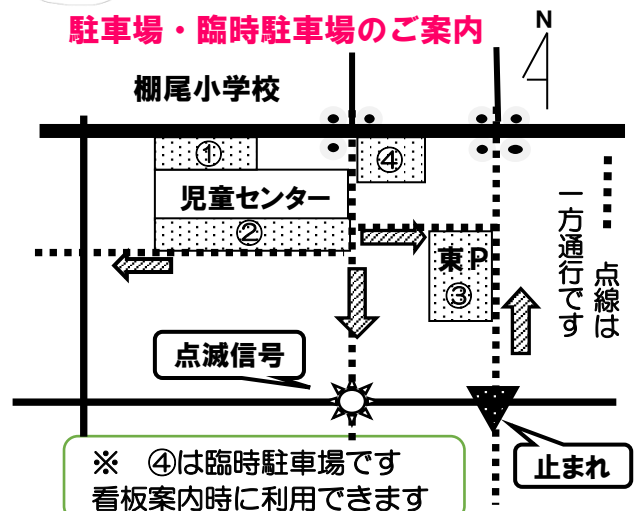 駐車場・臨時駐車場のご案内
N
棚尾小学校
①
④
児童センター
②
東P
③
点線は
一方通行です
点滅信号
止まれ
※ ④は臨時駐車場です
看板案内時に利用できます